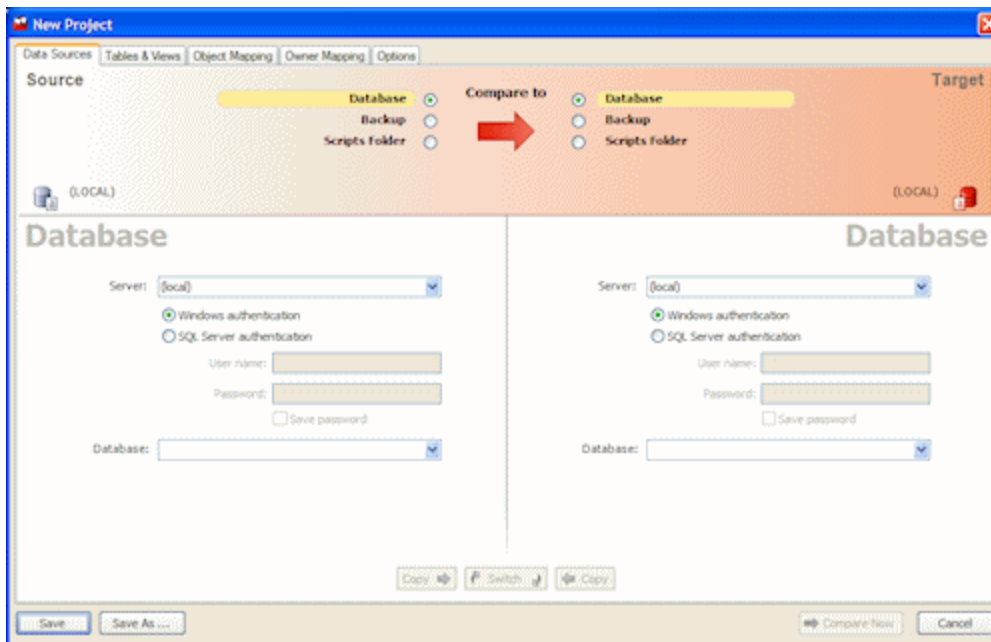 New Project
Data Sources Tables & Views Object Mapping Owner Mapping Options
Source Target
Database Compare to Database
Backup Backup
Scripts Folder Scripts Folder
(LOCAL) (LOCAL)
Database Database
Server: (local) Server: (local)
Windows authentication Windows authentication
SQL Server authentication SQL Server authentication
User name: User name:
Password: Password:
Save password Save password
Database: Database:
Copy Switch Copy
Save Save As .... Compare Now Cancel